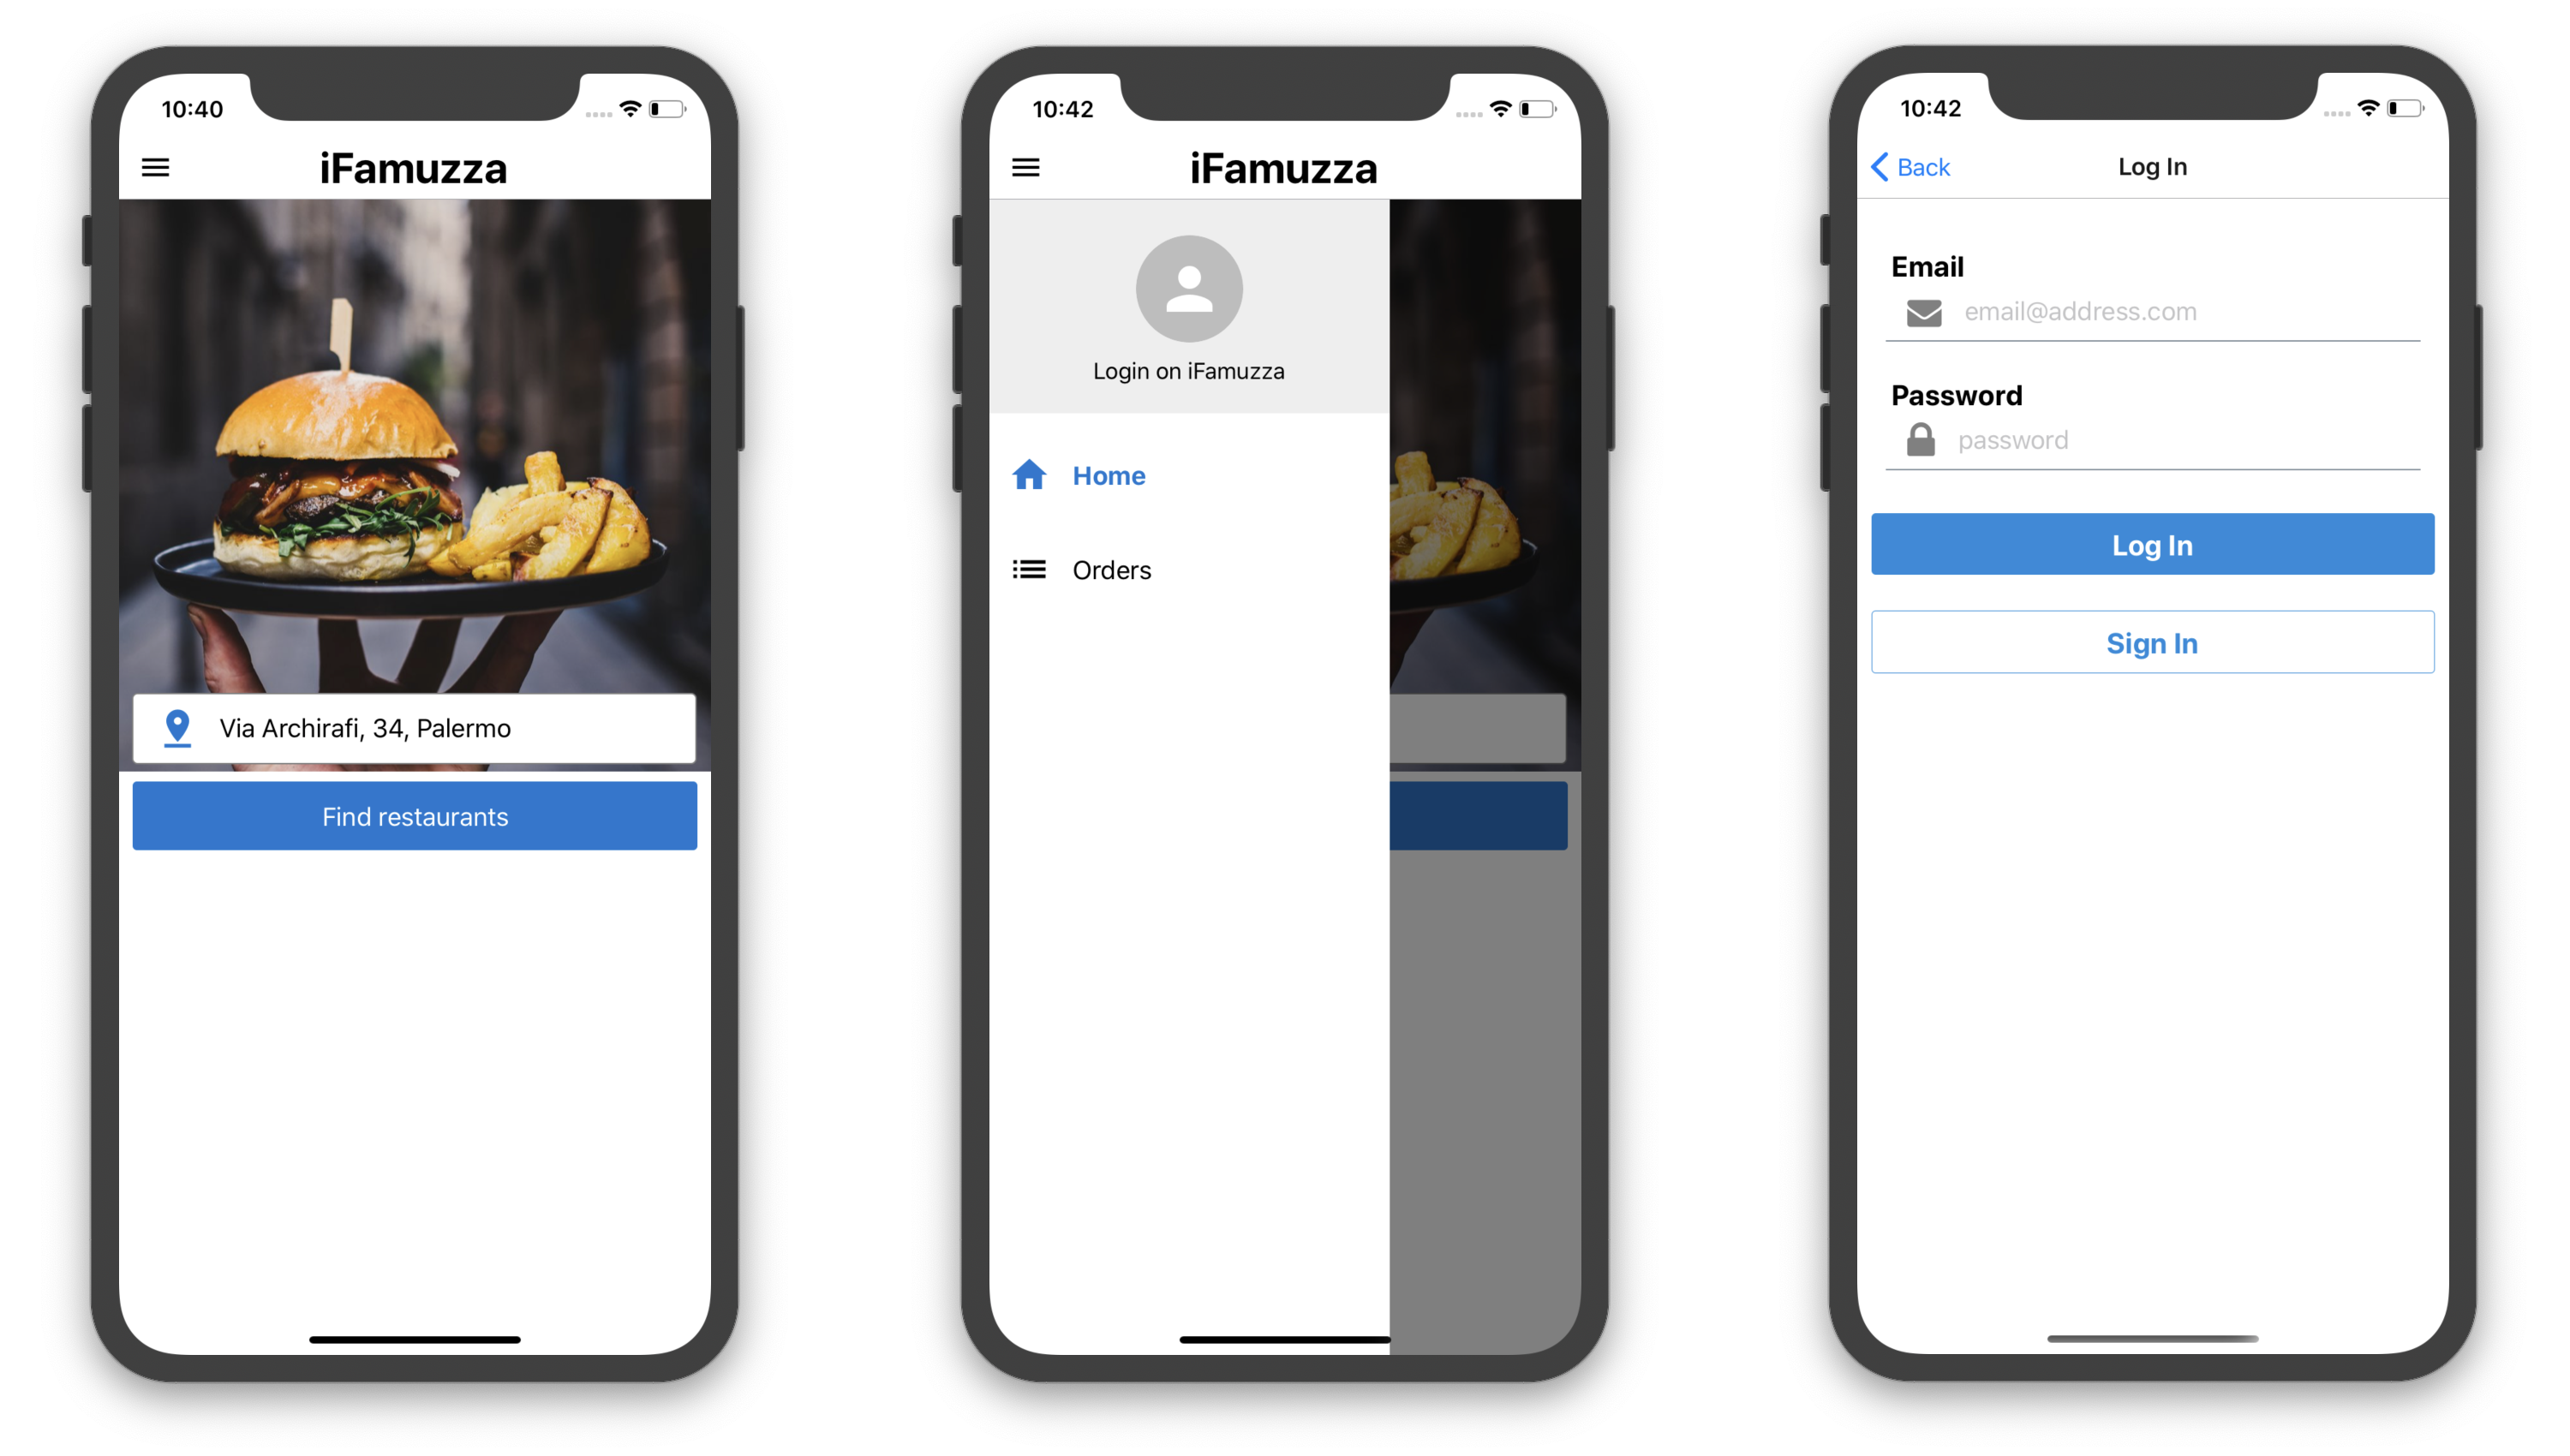 10:40
iFamuzza
Via Archirafi, 34, Palermo
Find restaurants
10:42
iFamuzza
Login on iFamuzza
Home
Orders
10:42
Back
Log In
Email
email@address.com
Password
password
Log In
Sign In